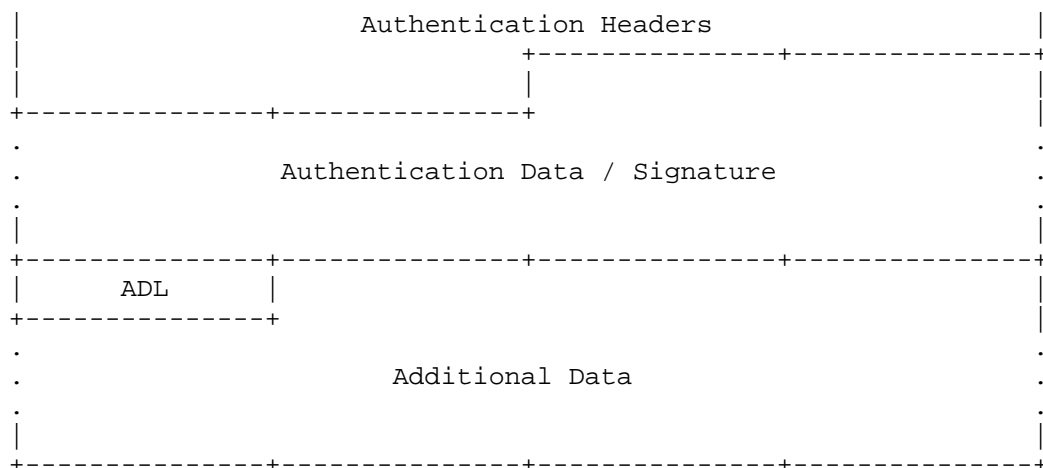 Authentication Headers
Authentication Data / Signature
ADL
Additional Data